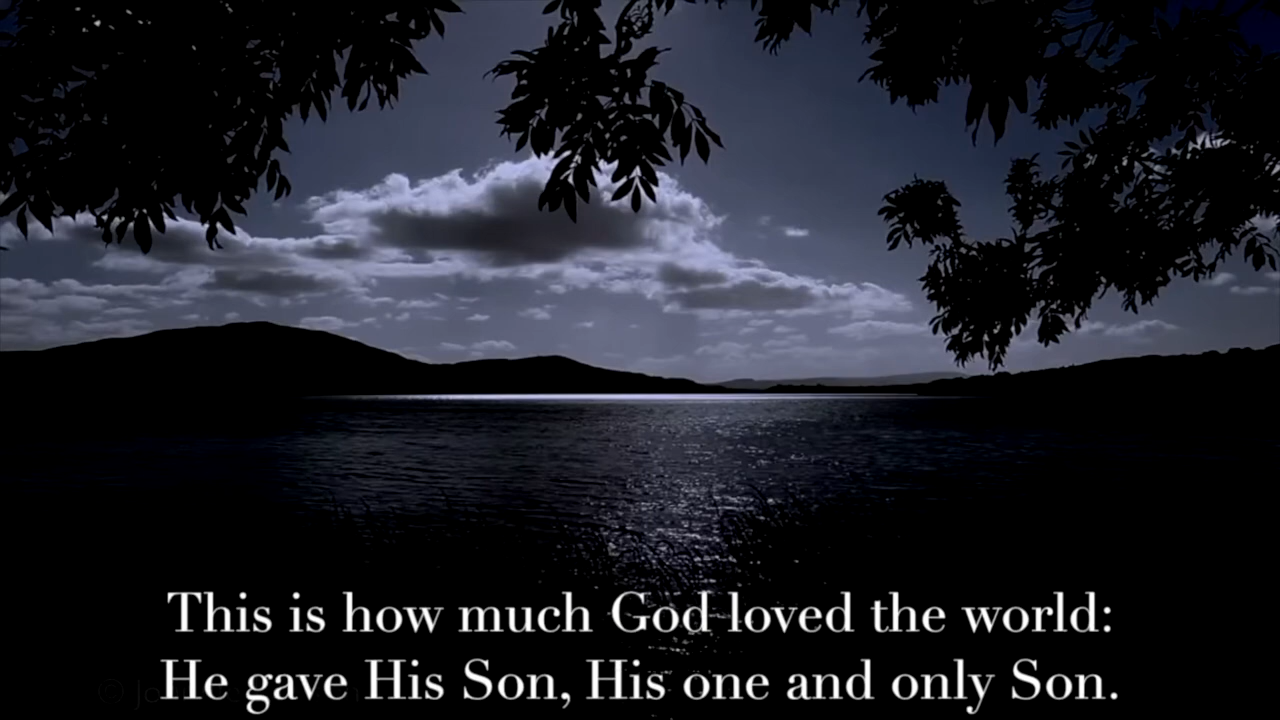 This is how much God loved the world:
He gave His Son, His one and only Son.